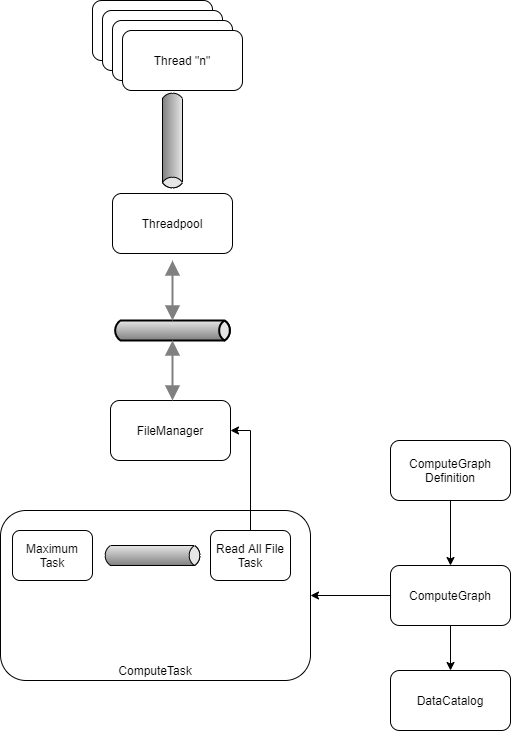 Thread "n"
Threadpool
FileManager
ComputeGraph
Definition
Maximum
Task
Read All File
Task
ComputeGraph
ComputeTask
DataCatalog